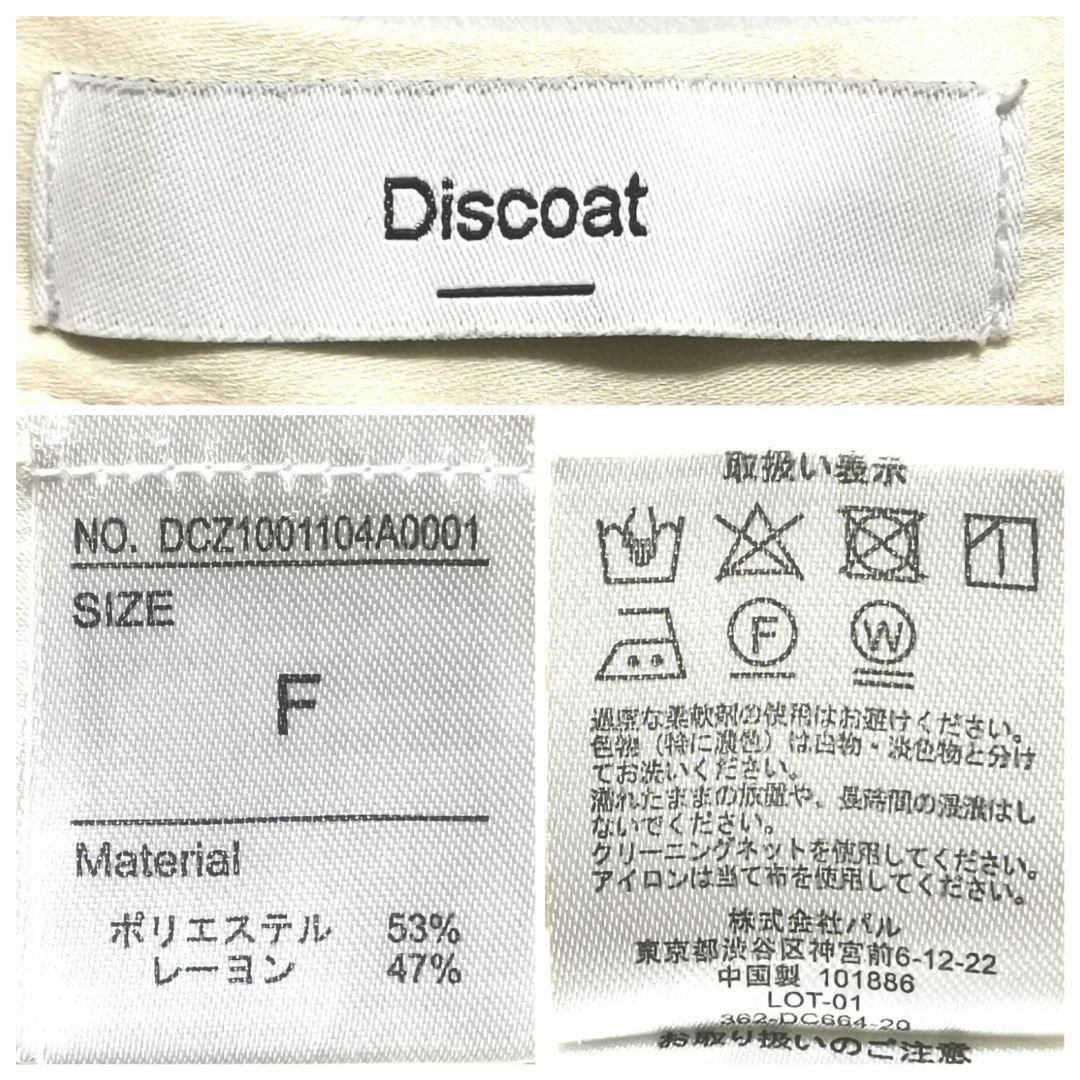 Discoat
NO. DCZ1001104A0001
SIZE
F
Material
ポリエステル 53%
レーヨン 47%
取扱い表示
F
W
過度な柔軟剤の使用はお避けください。
色物(特に濃色)は白物・淡色物と分け
てお洗いください。
濡れたままの放置や、長時間の浸漬はし
ないでください。
クリーニングネットを使用してください。
アイロンは当て布を使用してください。
株式会社パル
東京都渋谷区神宮前6-12-22
中国製 101886
LOT-01
362-DC664-20
お取り扱いのご注意